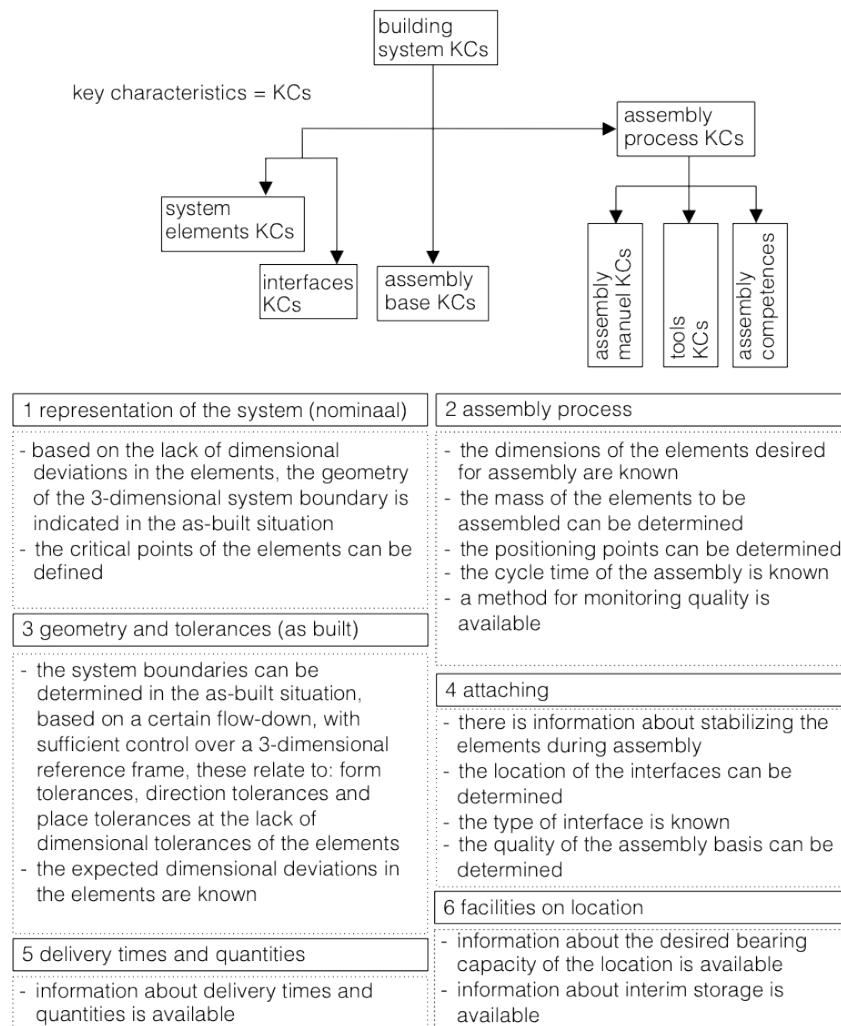 building
system KCs
key characteristics = KCs
assembly
process KCs
system
elements KCs
interfaces
KCs
assembly
base KCs
assembly
manuel KCs
tools
KCs
assembly
competences
1 representation of the system (nominaal)
- based on the lack of dimensional
deviations in the elements, the geometry
of the 3-dimensional system boundary is
indicated in the as-built situation
- the critical points of the elements can be
defined
2 assembly process
- the dimensions of the elements desired
for assembly are known
- the mass of the elements to be
assembled can be determined
- the positioning points can be determined
- the cycle time of the assembly is known
- a method for monitoring quality is
available
3 geometry and tolerances (as built)
- the system boundaries can be
determined in the as-built situation,
based on a certain flow-down, with
sufficient control over a 3-dimensional
reference frame, these relate to: form
tolerances, direction tolerances and
place tolerances at the lack of
dimensional tolerances of the elements
- the expected dimensional deviations in
the elements are known
4 attaching
- there is information about stabilizing the
elements during assembly
- the location of the interfaces can be
determined
- the type of interface is known
- the quality of the assembly basis can be
determined
5 delivery times and quantities
- information about delivery times and
quantities is available
6 facilities on location
- information about the desired bearing
capacity of the location is available
- information about interim storage is
available